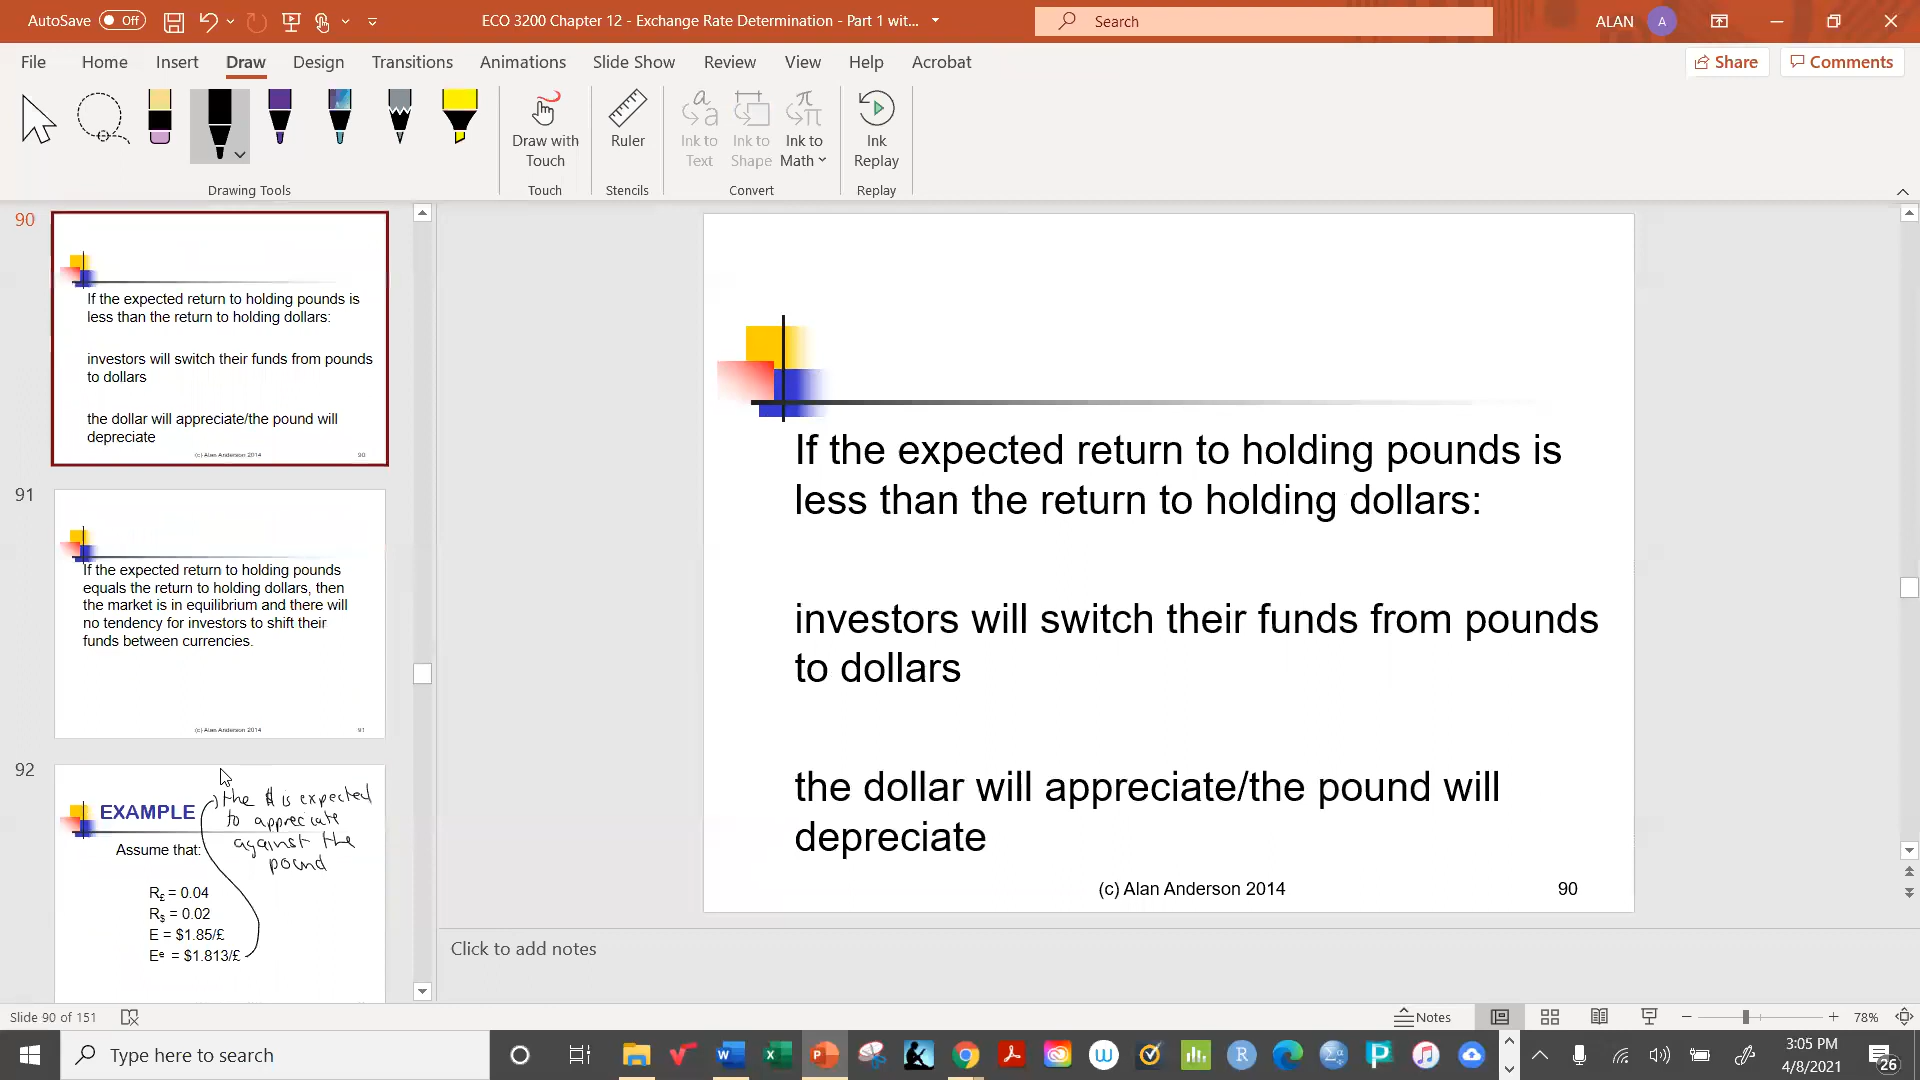 AutoSave Off
ECO 3200 Chapter 12 - Exchange Rate Determination - Part 1 wit...
Search
ALAN A
File Home Insert Draw Design Transitions Animations Slide Show Review View Help Acrobat
Share Comments
Draw with Touch
Ruler
Ink to Text
Ink to Shape
Ink to Math
Ink Replay
Drawing Tools
Touch
Stencils
Convert
Replay
90
If the expected return to holding pounds is
less than the return to holding dollars:
investors will switch their funds from pounds
to dollars
the dollar will appreciate/the pound will
depreciate
(c) Alan Anderson 2014 90
91
If the expected return to holding pounds
equals the return to holding dollars, then
the market is in equilibrium and there will
no tendency for investors to shift their
funds between currencies.
(c) Alan Anderson 2014 91
92
EXAMPLE
the $ is expected
to appreciate
against the
pound
Assume that:
R£ = 0.04
R$ = 0.02
E = $1.85/£
Eᵉ = $1.813/£
If the expected return to holding pounds is
less than the return to holding dollars:
investors will switch their funds from pounds
to dollars
the dollar will appreciate/the pound will
depreciate
(c) Alan Anderson 2014 90
Click to add notes
Slide 90 of 151
Notes
78%
Type here to search
3:05 PM
4/8/2021
26